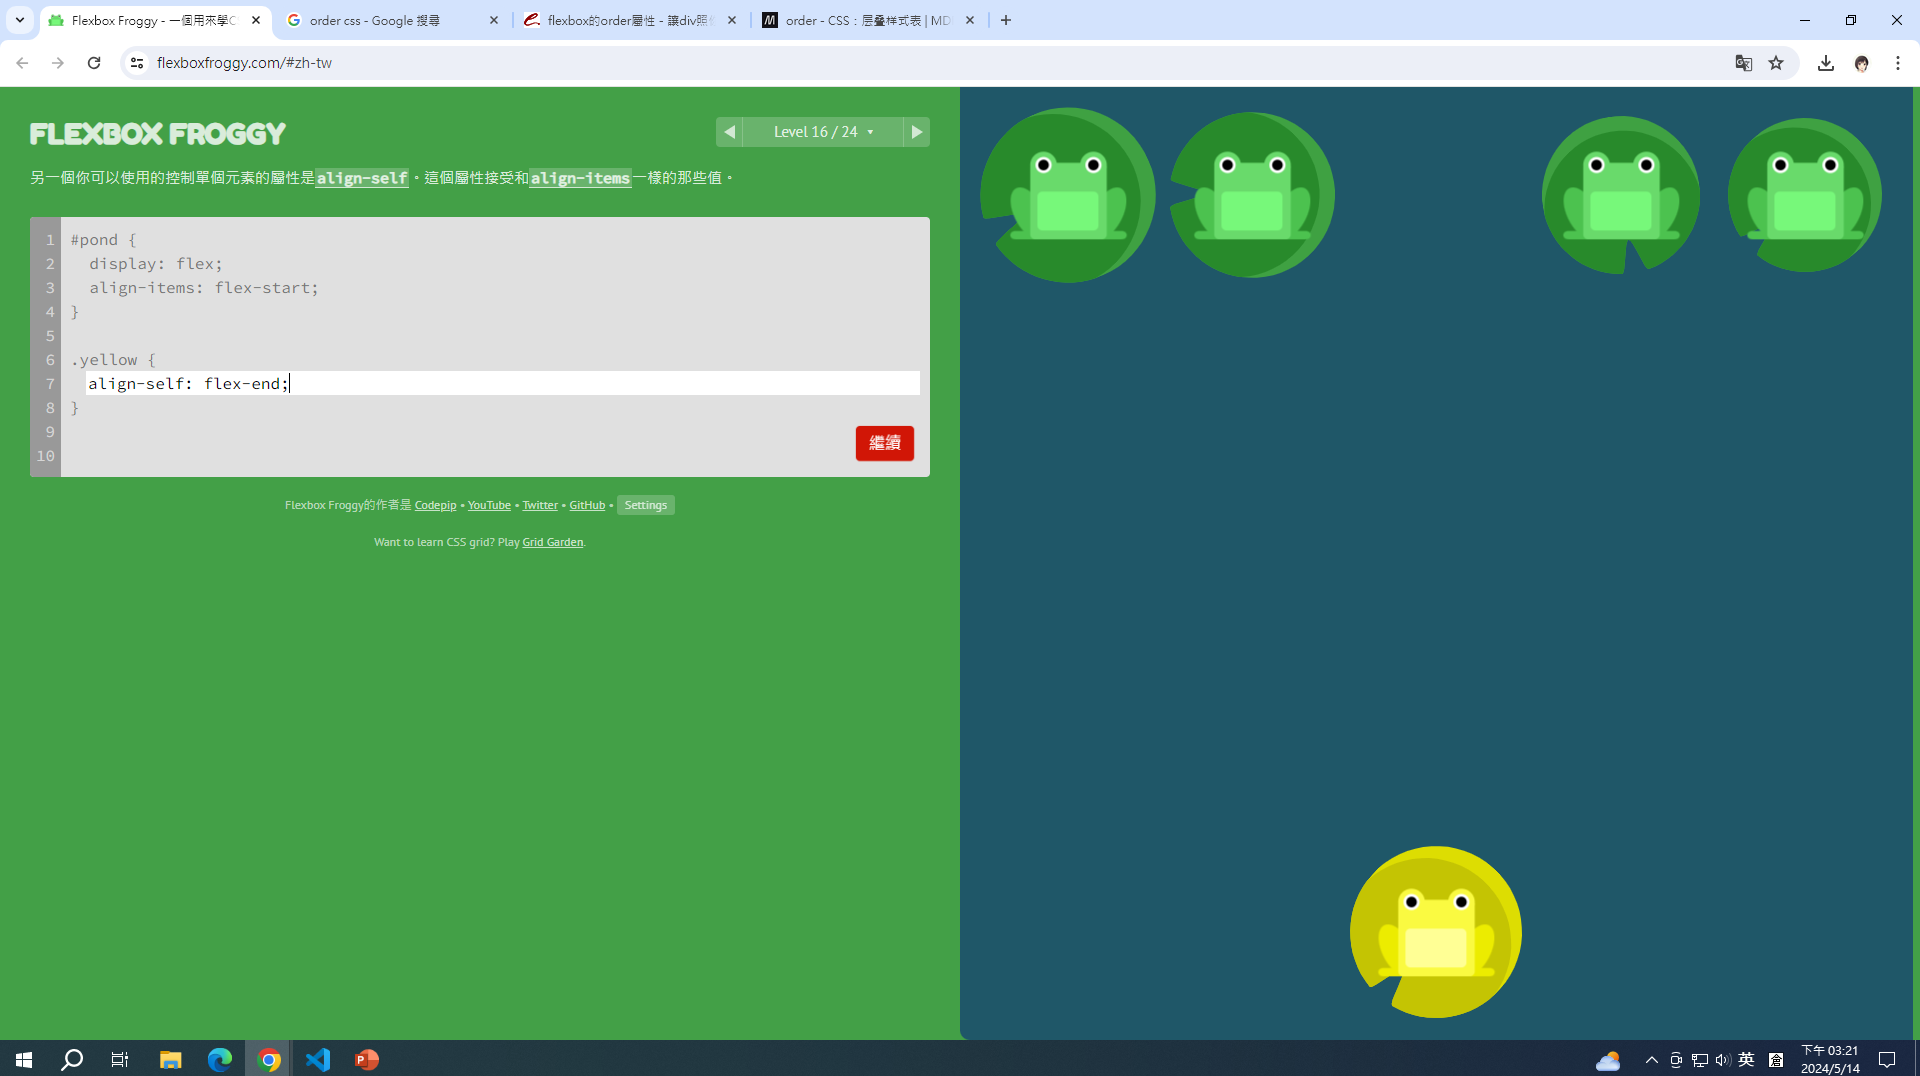 Flexbox Froggy - 一個用來學C
order css - Google 搜尋
flexbox的order屬性 - 讓div照
order - CSS：层叠样式表 | MD
flexboxfroggy.com/#zh-tw
FLEXBOX FROGGY
Level 16 / 24
另一個你可以使用的控制單個元素的屬性是align-self。這個屬性接受和align-items一樣的那些值。
1 #pond {
2 display: flex;
3 align-items: flex-start;
4 }
5
6 .yellow {
7 align-self: flex-end;
8 }
9
10
繼續
Flexbox Froggy的作者是 Codepip • YouTube • Twitter • GitHub • Settings
Want to learn CSS grid? Play Grid Garden.
英 倉
下午 03:21
2024/5/14